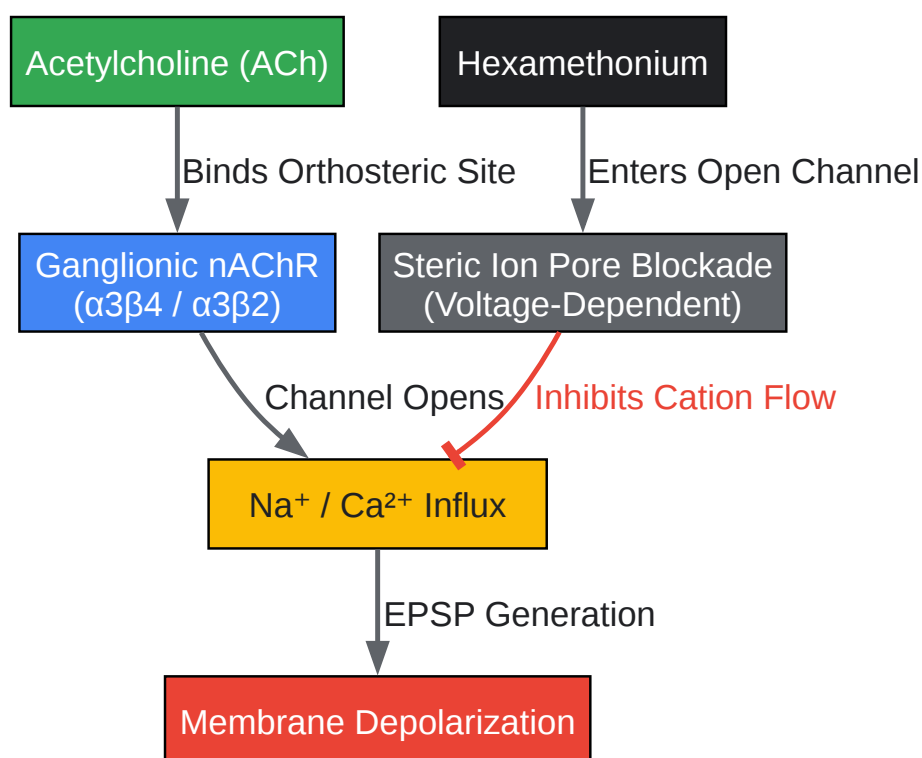 Acetylcholine (ACh)
Hexamethonium
Binds Orthosteric Site
Enters Open Channel
Ganglionic nAChR
(α3β4 / α3β2)
Steric Ion Pore Blockade
(Voltage-Dependent)
Channel Opens
Inhibits Cation Flow
Na⁺ / Ca²⁺ Influx
EPSP Generation
Membrane Depolarization